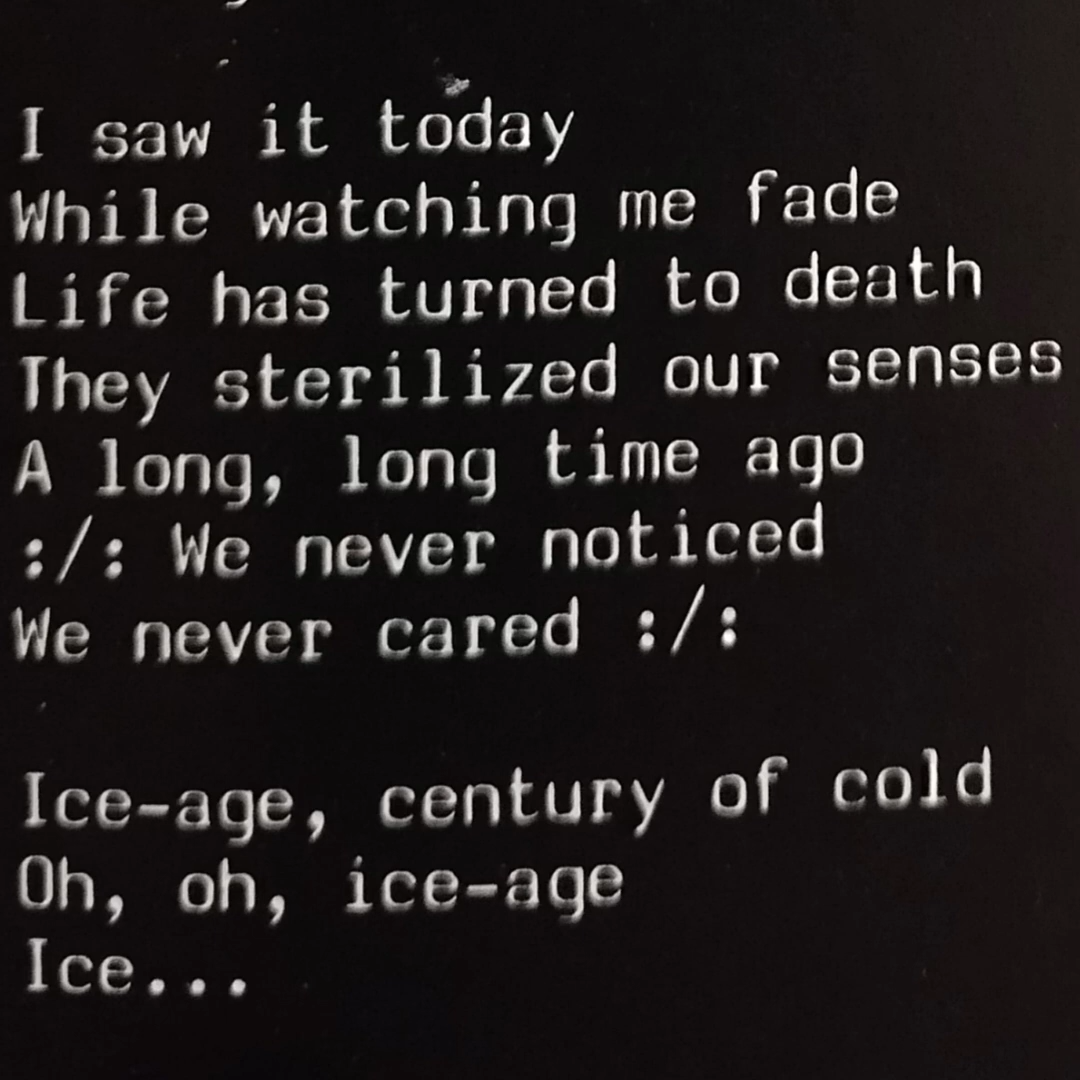 I saw it today
While watching me fade
Life has turned to death
They sterilized our senses
A long, long time ago
:/: We never noticed
We never cared :/:
Ice-age, century of cold
Oh, oh, ice-age
Ice...